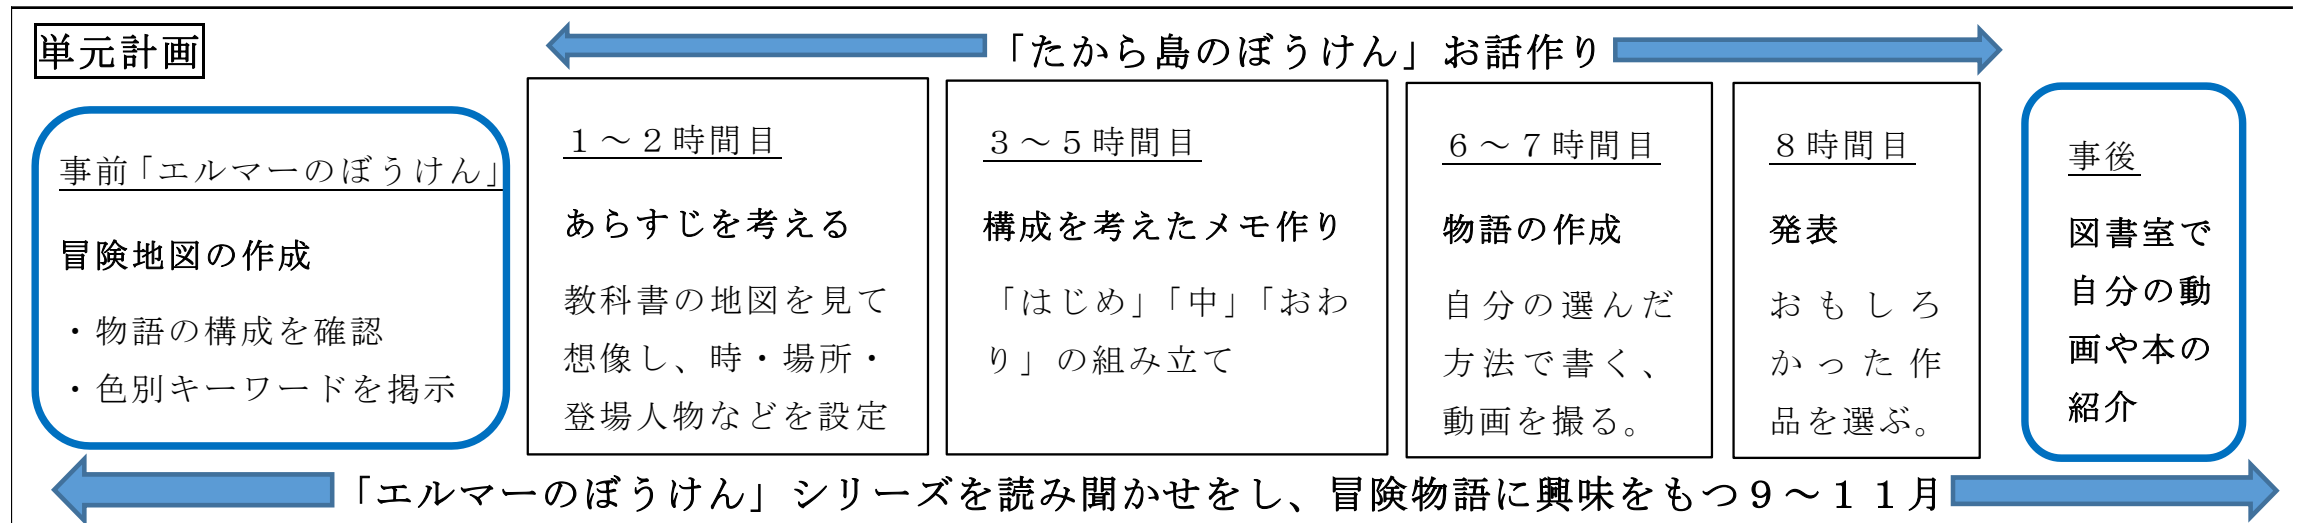 単元計画
「たから島のぼうけん」お話作り
事前「エルマーのぼうけん」
冒険地図の作成
・物語の構成を確認
・色別キーワードを掲示
１～２時間目
あらすじを考える
教科書の地図を見て
想像し、時・場所・
登場人物などを設定
３～５時間目
構成を考えたメモ作り
「はじめ」「中」「おわ
り」の組み立て
６～７時間目
物語の作成
自分の選んだ
方法で書く、
動画を撮る。
８時間目
発表
おもしろ
かった作
品を選ぶ。
事後
図書室で
自分の動
画や本の
紹介
「エルマーのぼうけん」シリーズを読み聞かせをし、冒険物語に興味をもつ９～１１月